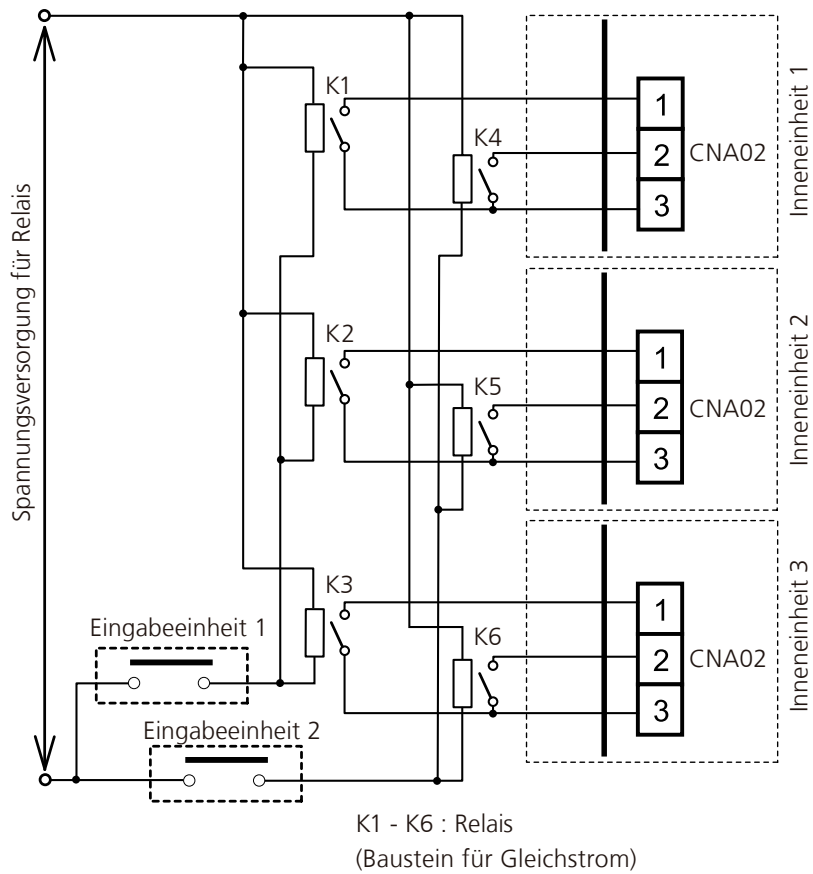 Spannungsversorgung für Relais
K1
K4
1
2
3
CNA02
Inneneinheit 1
K2
K5
1
2
3
CNA02
Inneneinheit 2
K3
K6
1
2
3
CNA02
Inneneinheit 3
Eingabeeinheit 1
Eingabeeinheit 2
K1 - K6 : Relais
(Baustein für Gleichstrom)